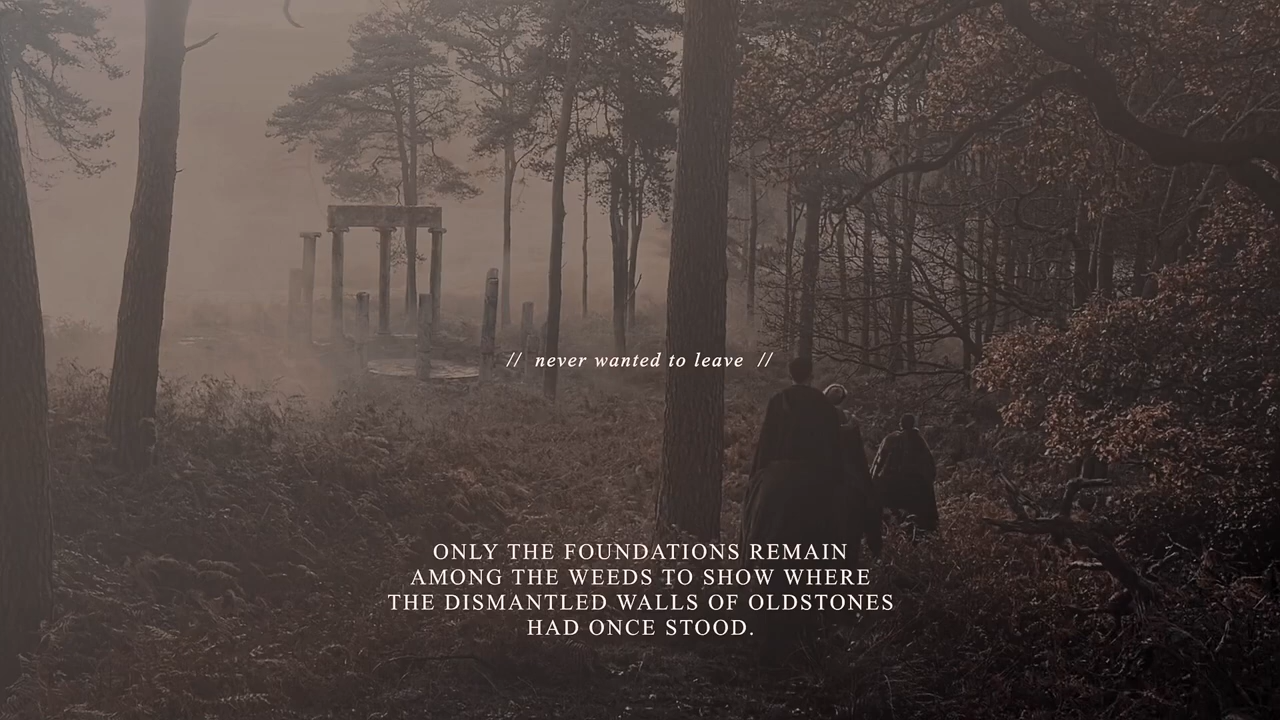 //  never wanted to leave  //
ONLY THE FOUNDATIONS REMAIN
AMONG THE WEEDS TO SHOW WHERE
THE DISMANTLED WALLS OF OLDSTONES
HAD ONCE STOOD.